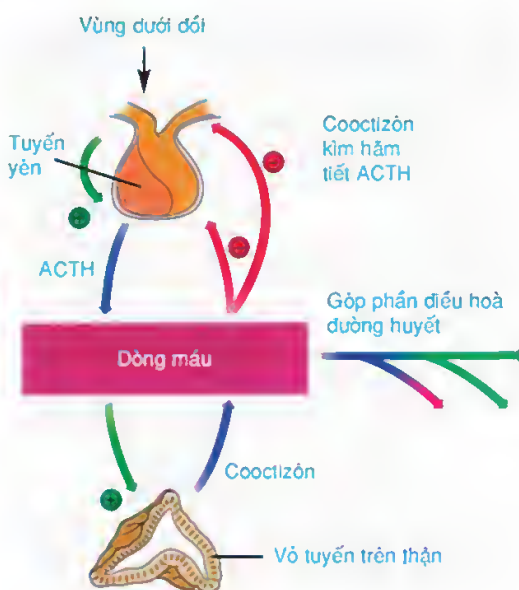 Vùng dưới đồi
Tuyến
yên
Cooctizôn
kìm hãm
tiết ACTH
ACTH
Góp phần điều hoà
đường huyết
Dòng máu
Cooctizôn
Vỏ tuyến trên thận